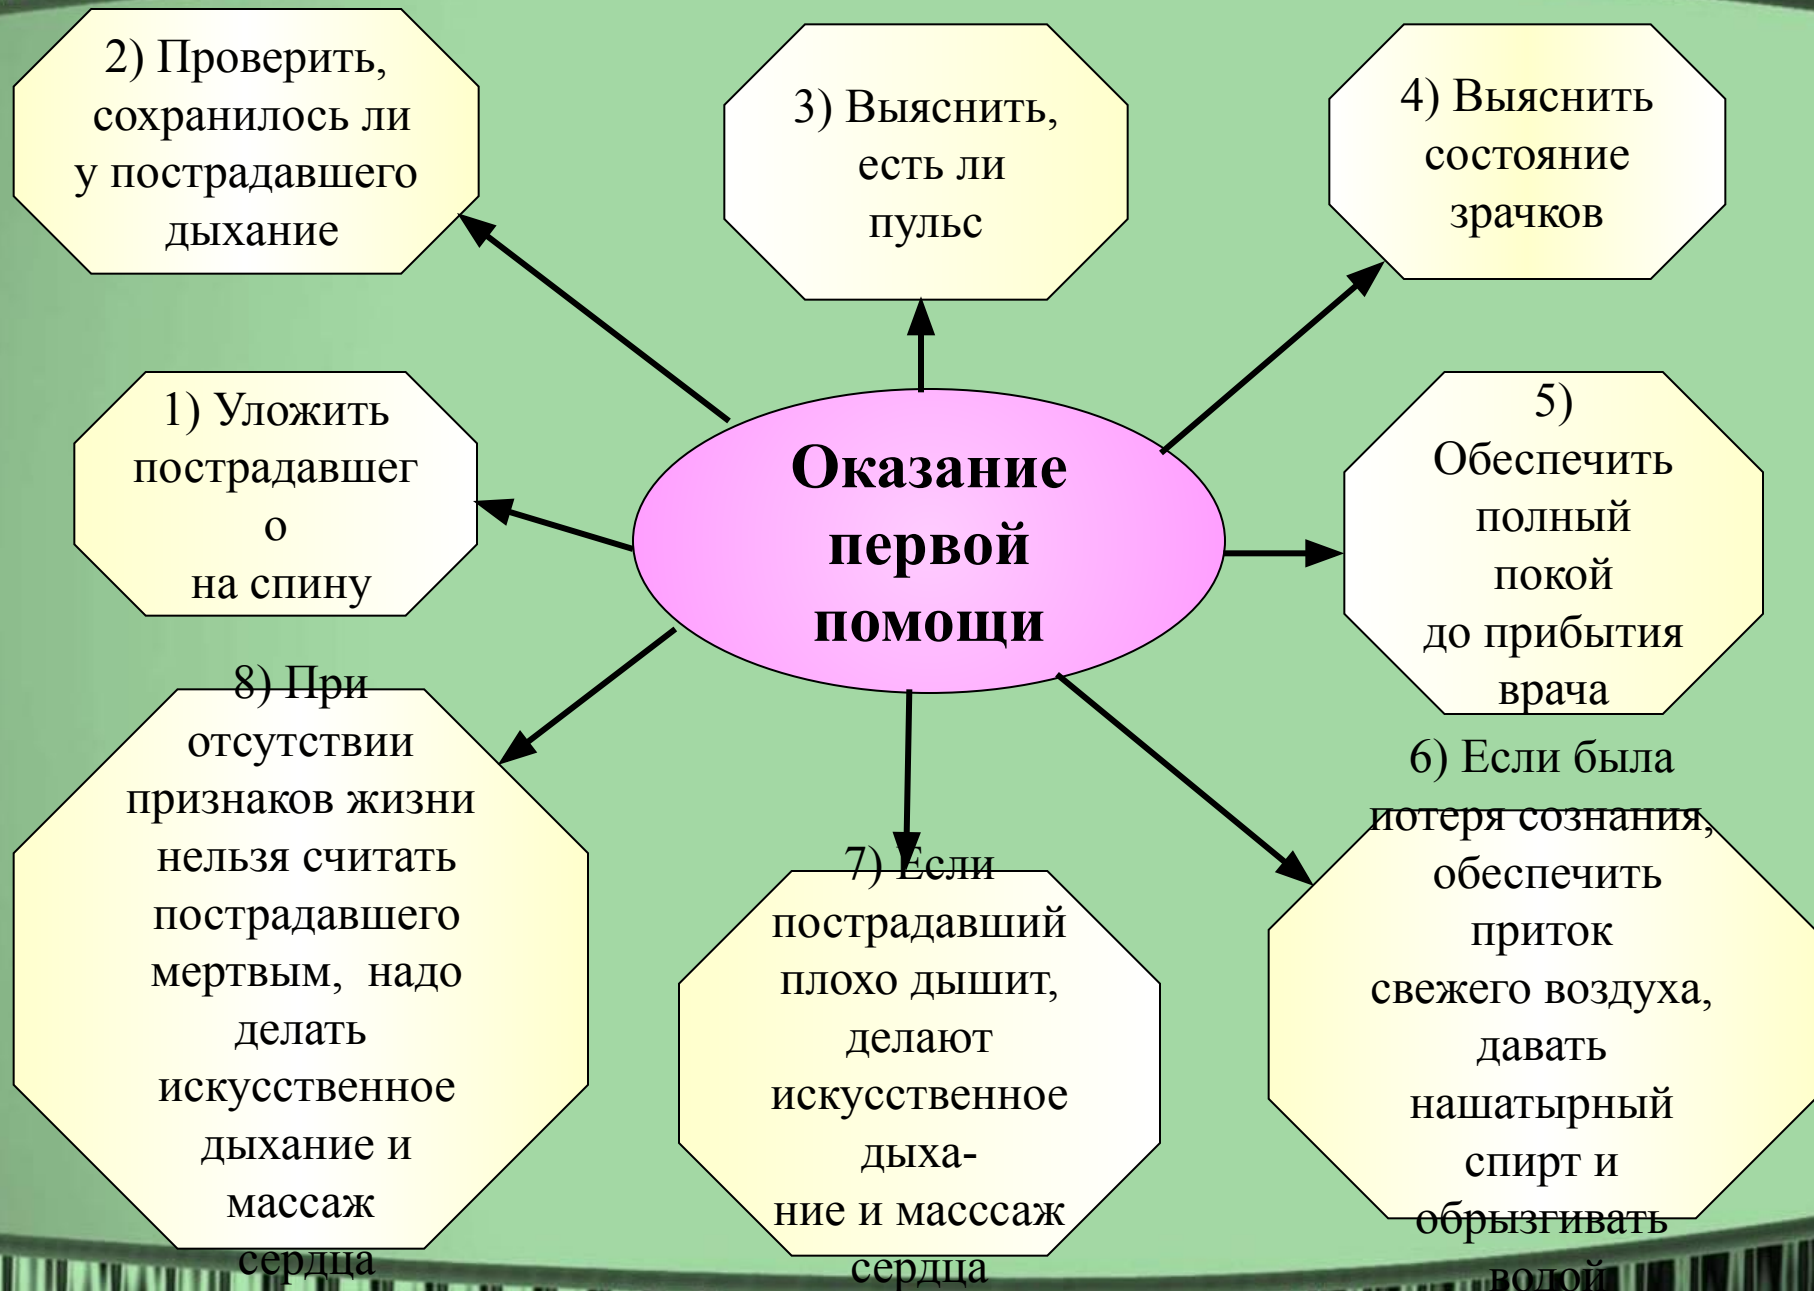 2) Проверить,
сохранилось ли
у пострадавшего
дыхание
3) Выяснить,
есть ли
пульс
4) Выяснить
состояние
зрачков
1) Уложить
пострадавшег
о
на спину
Оказание
первой
помощи
5)
Обеспечить
полный
покой
до прибытия
врача
8) При
отсутствии
признаков жизни
нельзя считать
пострадавшего
мертвым, надо
делать
искусственное
дыхание и
массаж
сердца
7) Если
пострадавший
плохо дышит,
делают
искусственное
дыха-
ние и масссаж
сердца
6) Если была
потеря сознания,
обеспечить
приток
свежего воздуха,
давать
нашатырный
спирт и
обрызгивать
водой